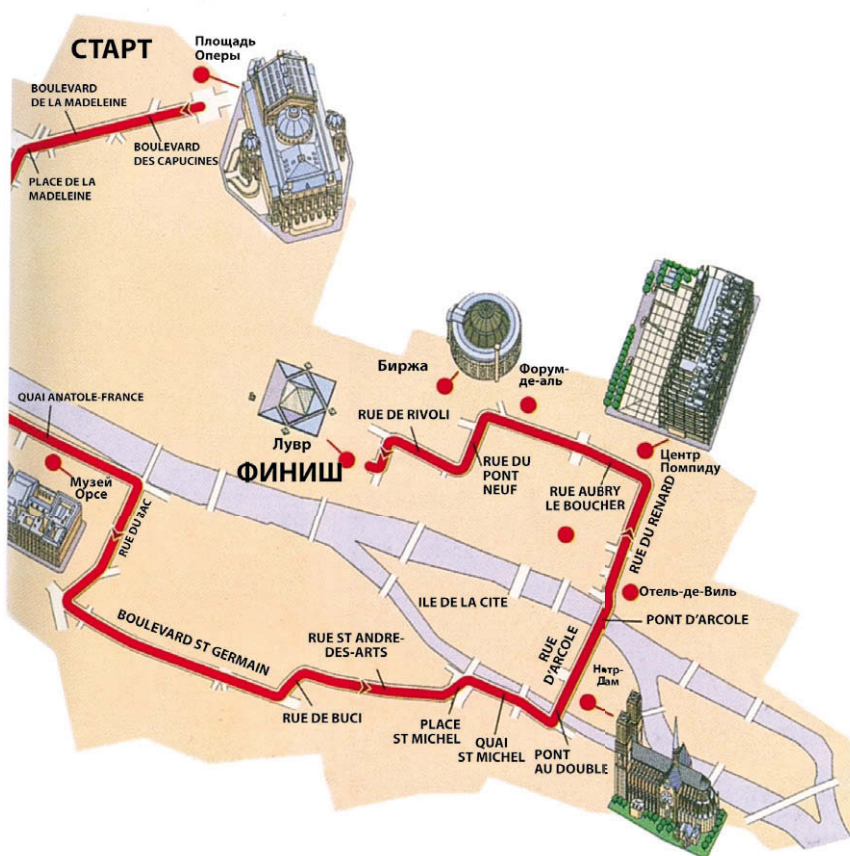 СТАРТ
Площадь
Оперы
BOULEVARD
DE LA MADELEINE
BOULEVARD
DES CAPUCINES
PLACE DE LA
MADELEINE
Биржа
Форум-
де-аль
QUAI ANATOLE-FRANCE
RUE DE RIVOLI
Лувр
ФИНИШ
Центр
Помпиду
Музей
Орсе
RUE DU
PONT
NEUF
RUE AUBRY
LE BOUCHER
RUE DU RENARD
RUE DU BAC
ILE DE LA CITE
Отель-де-Виль
PONT D'ARCOLE
BOULEVARD ST GERMAIN
RUE ST ANDRE-
DES-ARTS
RUE
D'ARCOLE
Нотр-
Дам
RUE DE BUCI
PLACE
ST MICHEL
QUAI
ST MICHEL
PONT
AU DOUBLE